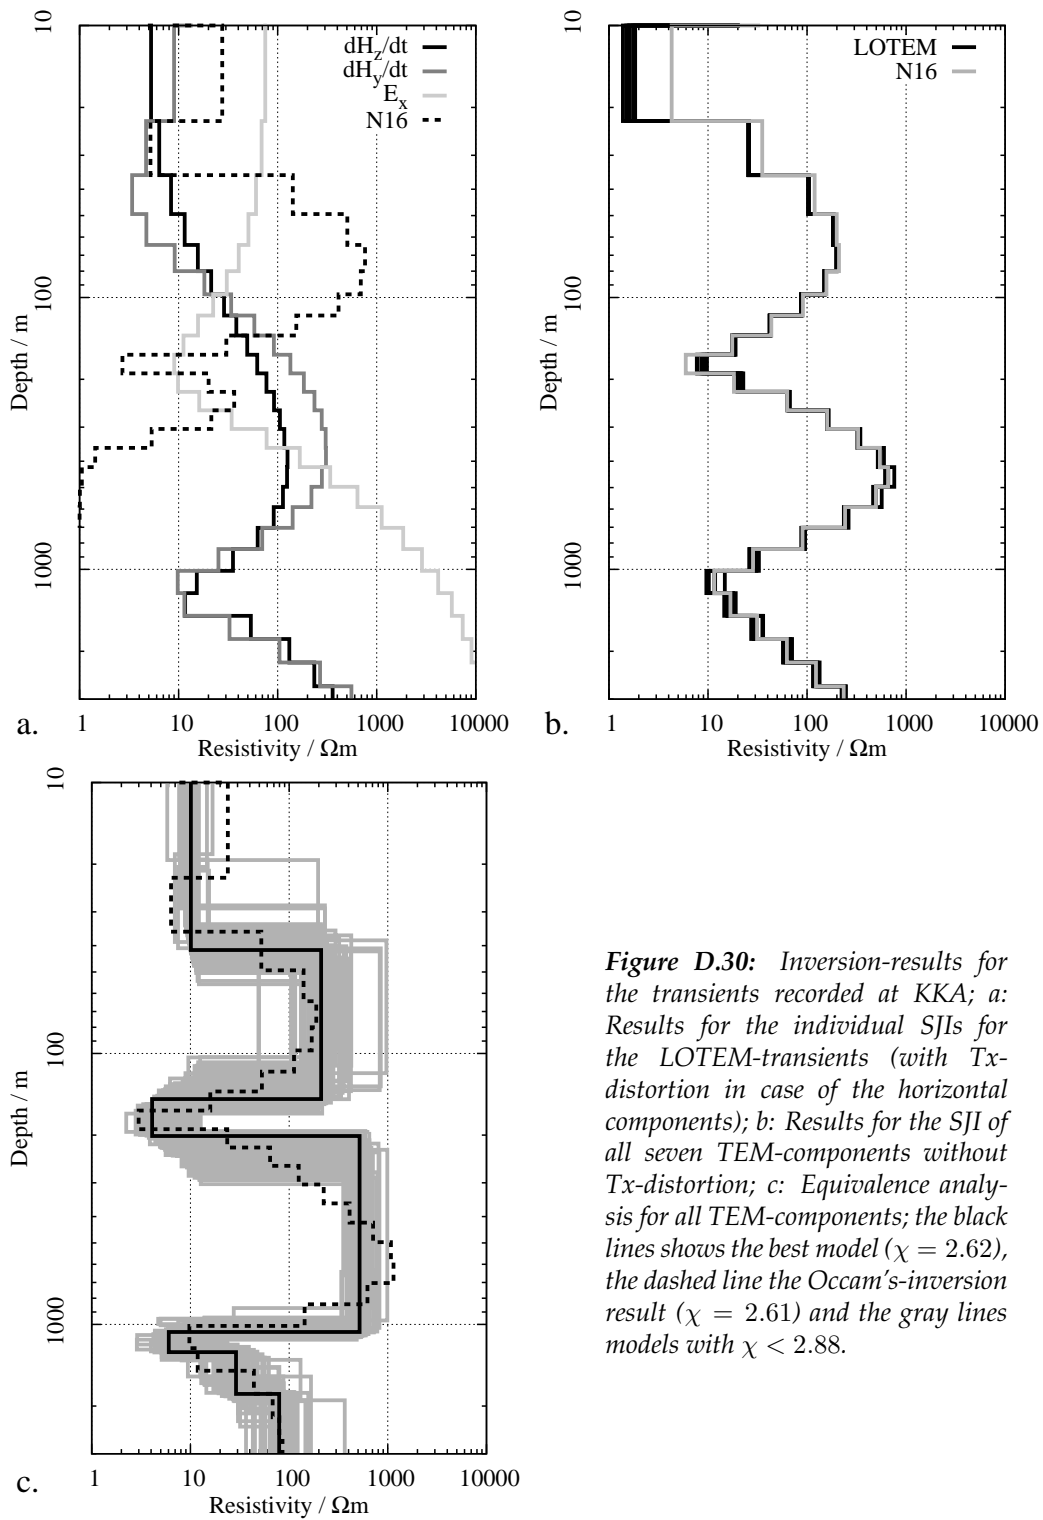 10
100
1000
Depth / m
dHz/dt
dHy/dt
Ex
N16
1
10
100
1000
10000
Resistivity / Ωm
a.
10
100
1000
Depth / m
LOTEM
N16
1
10
100
1000
10000
Resistivity / Ωm
b.
10
100
1000
Depth / m
1
10
100
1000
10000
Resistivity / Ωm
c.
Figure D.30: Inversion-results for
the transients recorded at KKA; a:
Results for the individual SJIs for
the LOTEM-transients (with Tx-
distortion in case of the horizontal
components); b: Results for the SJI of
all seven TEM-components without
Tx-distortion; c: Equivalence analy-
sis for all TEM-components; the black
lines shows the best model (χ = 2.62),
the dashed line the Occam's-inversion
result (χ = 2.61) and the gray lines
models with χ < 2.88.